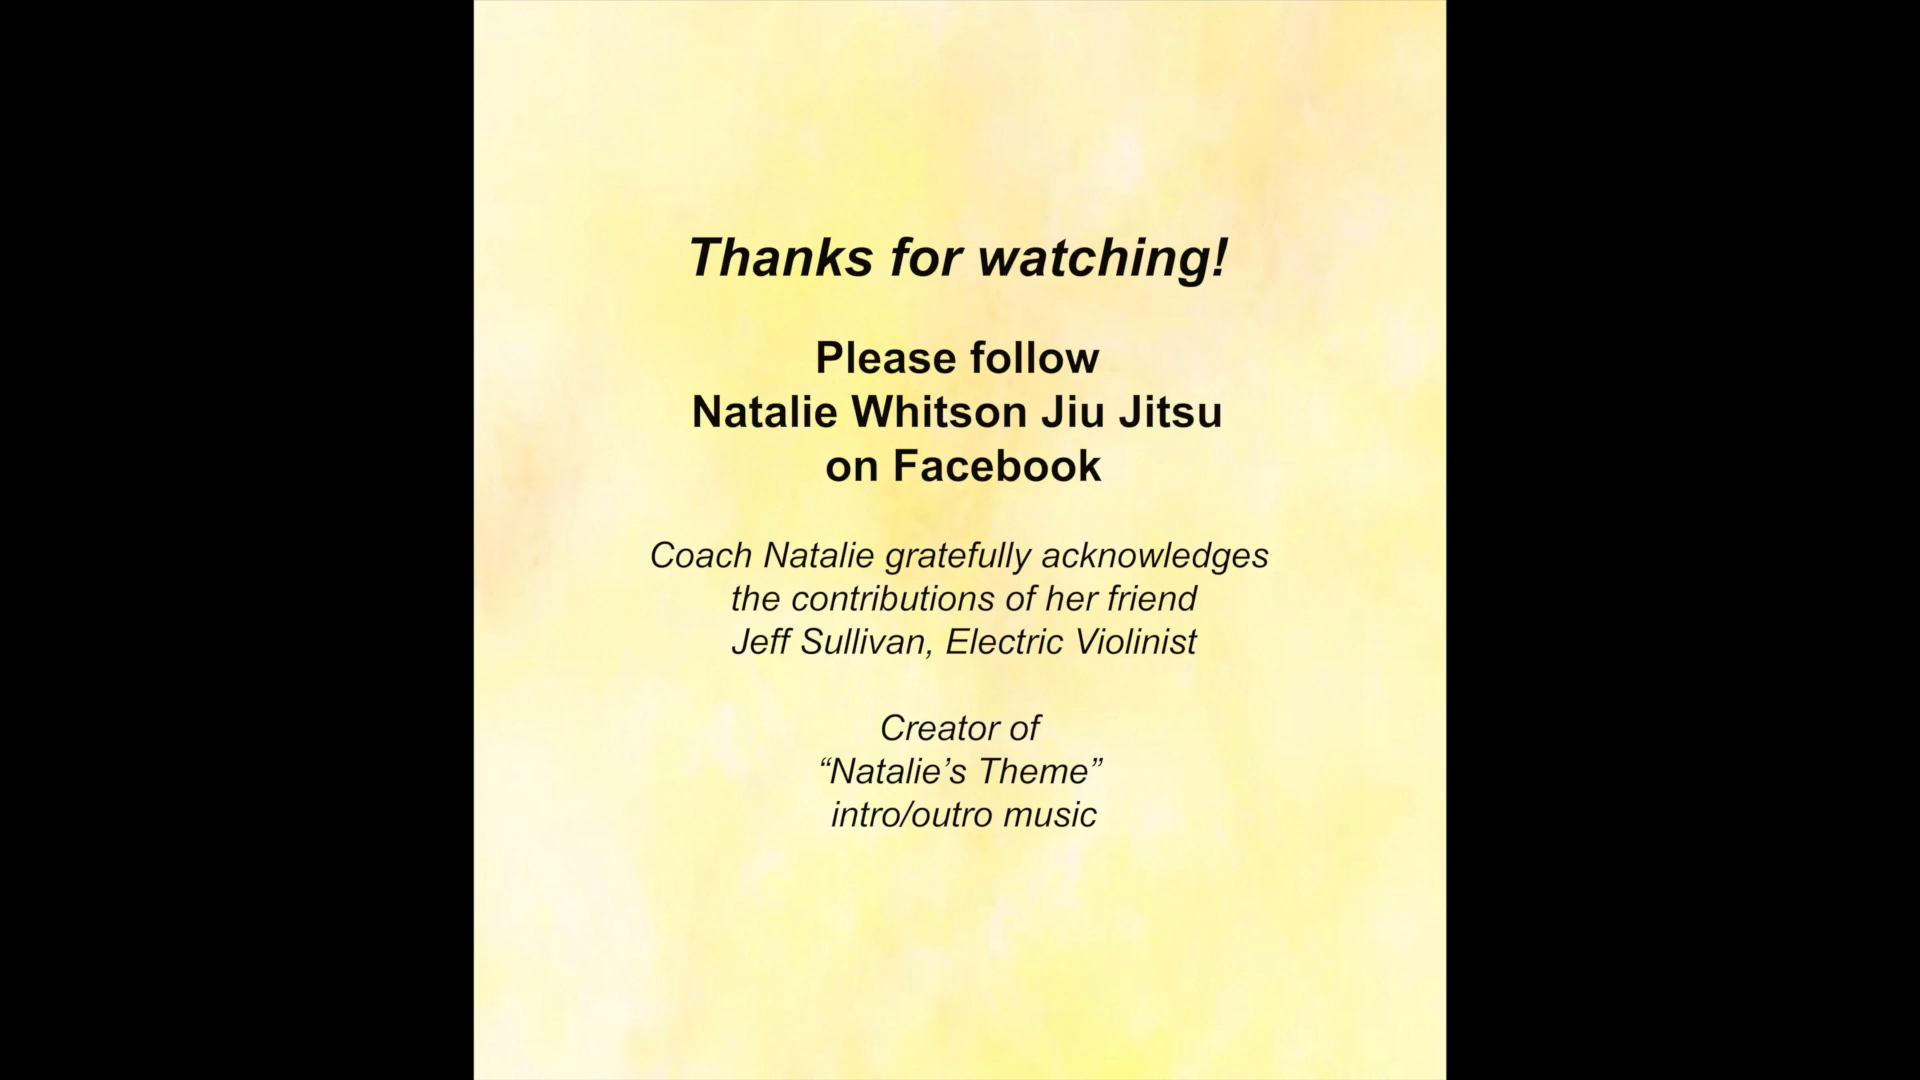 Thanks for watching!
Please follow
Natalie Whitson Jiu Jitsu
on Facebook
Coach Natalie gratefully acknowledges
the contributions of her friend
Jeff Sullivan, Electric Violinist
Creator of
“Natalie’s Theme”
intro/outro music